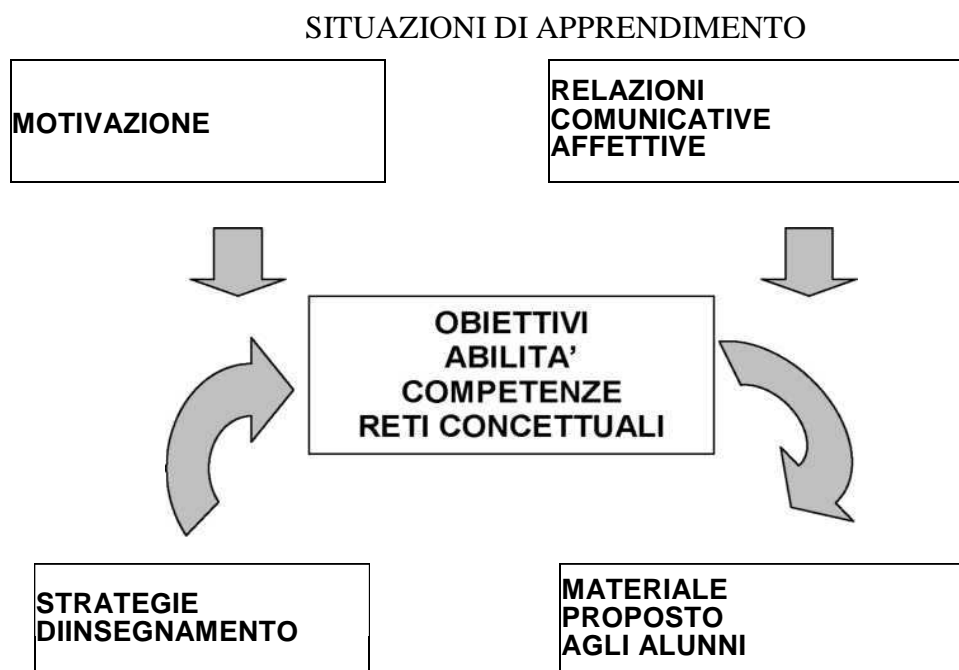 SITUAZIONI DI APPRENDIMENTO
MOTIVAZIONE
RELAZIONI
COMUNICATIVE
AFFETTIVE
OBIETTIVI
ABILITA’
COMPETENZE
RETI CONCETTUALI
STRATEGIE
DIINSEGNAMENTO
MATERIALE
PROPOSTO
AGLI ALUNNI